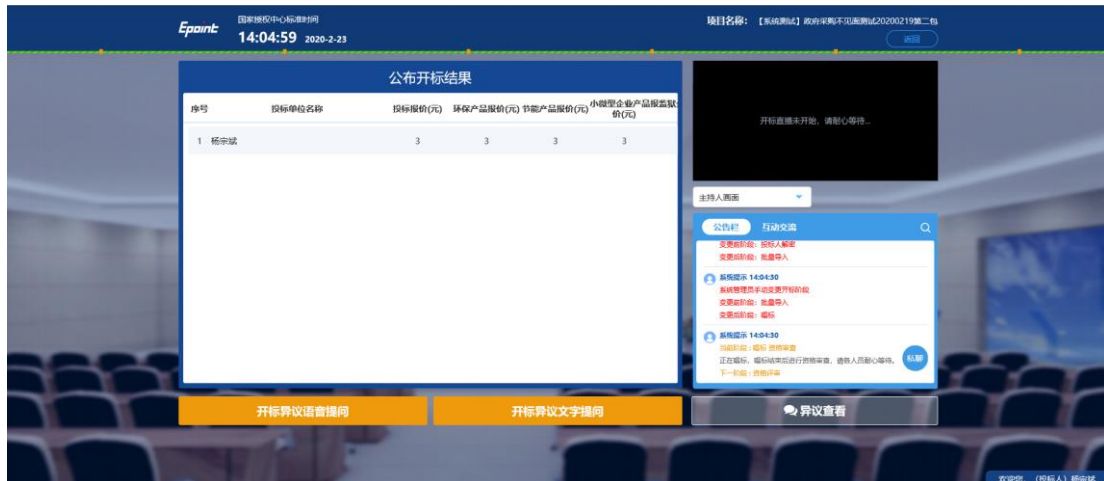 Epoint
国家授权中心标准时间
14:04:59 2020-2-23
项目名称：【系统测试】政府采购不见面测试20200219第二包
返回
公布开标结果
序号 投标单位名称 投标报价(元) 环保产品报价(元) 节能产品报价(元) 小微型企业产品报监狱
价(元)
1 杨宗斌 3 3 3 3
开标直播未开始，请耐心等待...
主持人画面
公告栏 互动交流
变更前阶段：投标人解密
变更后阶段：批量导入
系统提示 14:04:30
系统管理员手动变更开标阶段
变更前阶段：批量导入
变更后阶段：唱标
系统提示 14:04:30
当前阶段：唱标 资格审查
正在唱标，唱标结束后进行资格审查，请各人员耐心等待。
下一阶段：资格评审
私聊
开标异议语音提问
开标异议文字提问
异议查看
欢迎您，（投标人）杨宗斌